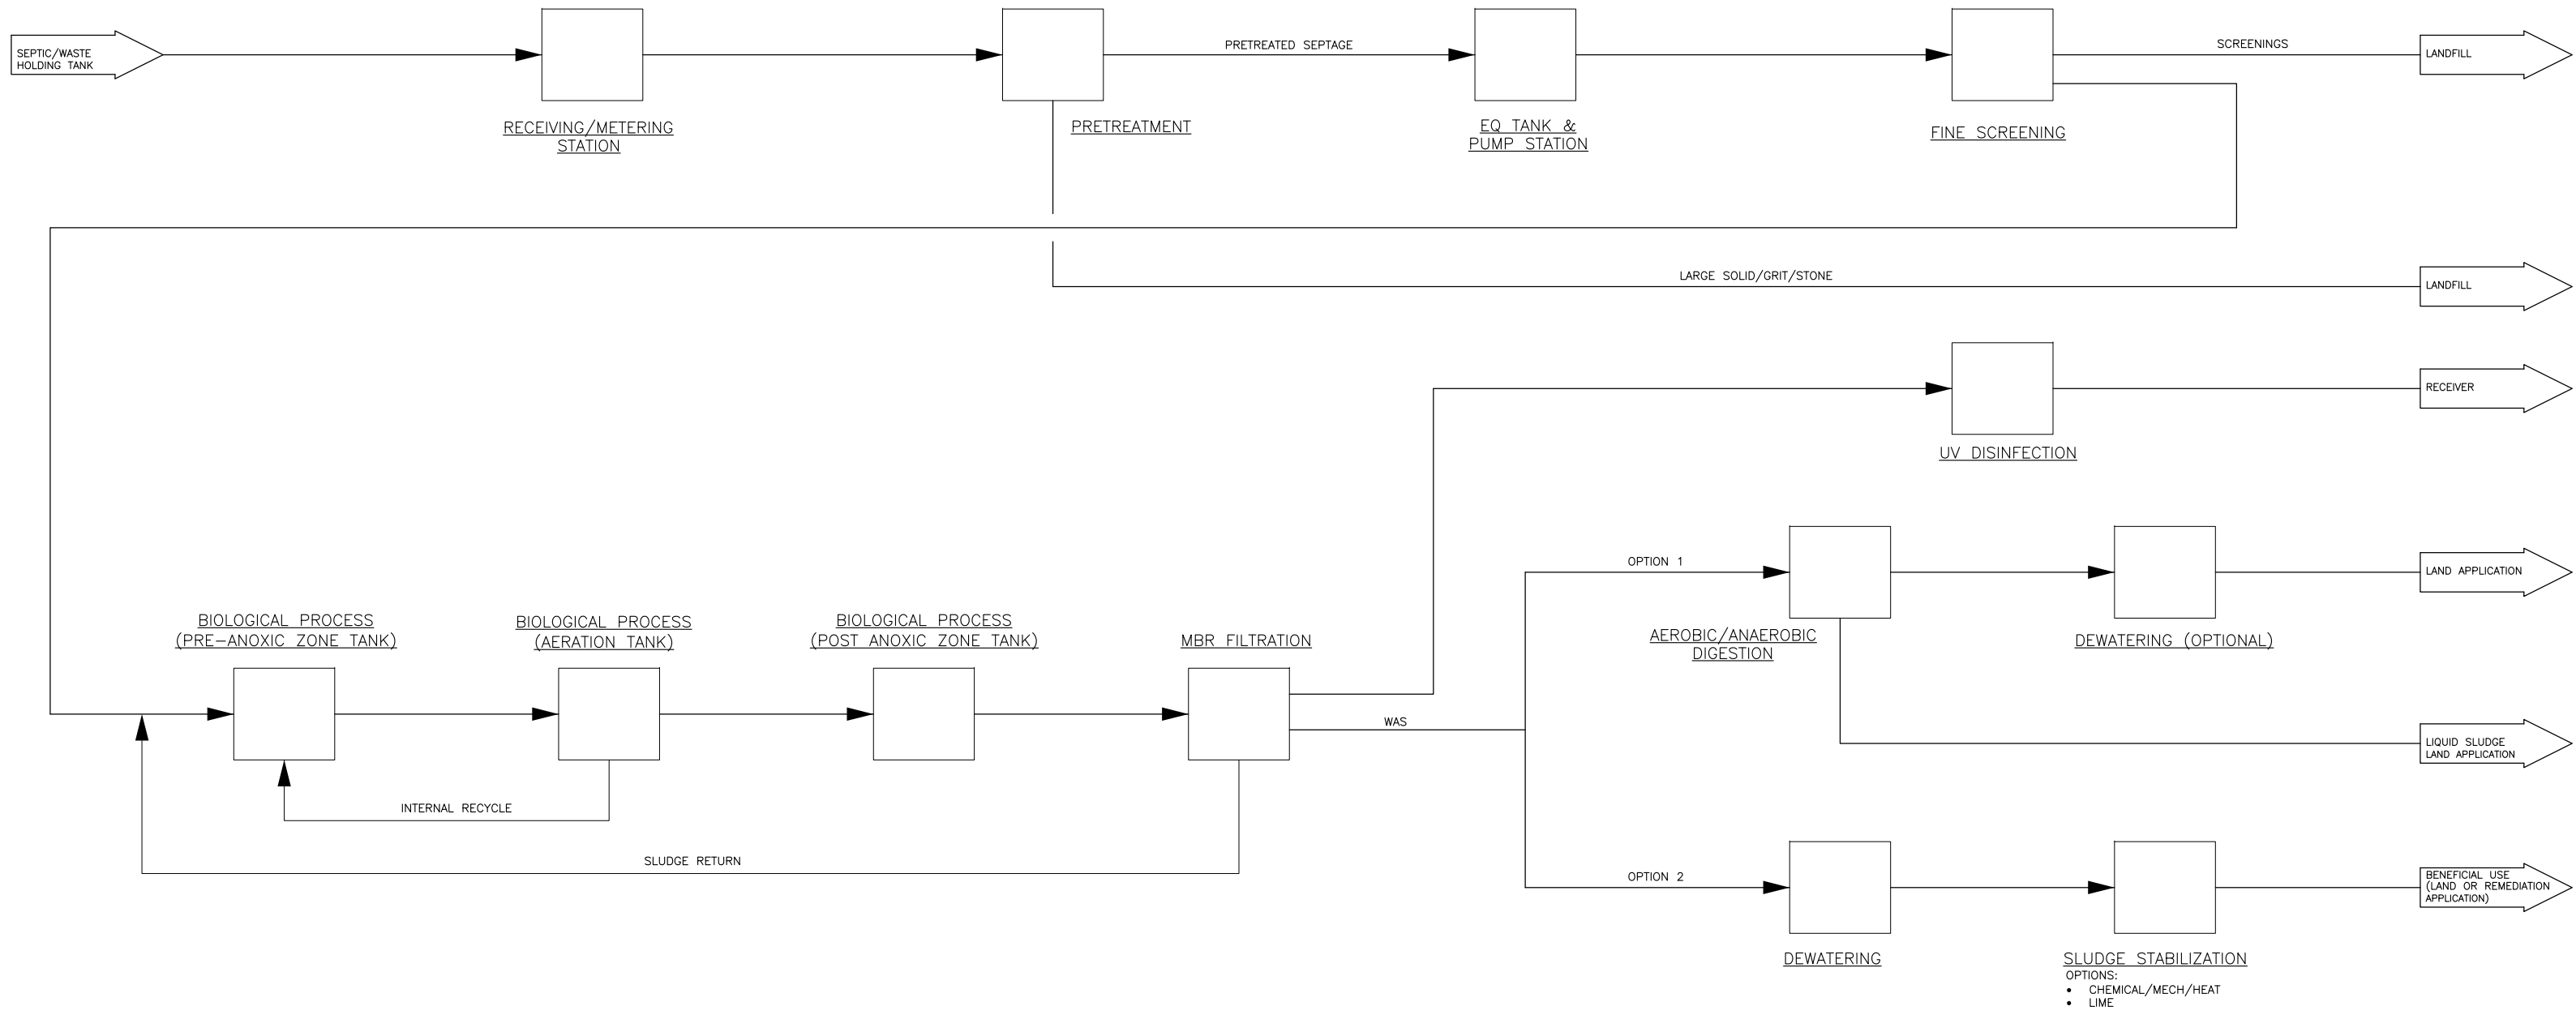 SEPTIC/WASTE
HOLDING TANK
RECEIVING/METERING
STATION
PRETREATMENT
PRETREATED SEPTAGE
EQ TANK &
PUMP STATION
FINE SCREENING
SCREENINGS
LANDFILL
LARGE SOLID/GRIT/STONE
LANDFILL
UV DISINFECTION
RECEIVER
BIOLOGICAL PROCESS
(PRE-ANOXIC ZONE TANK)
BIOLOGICAL PROCESS
(AERATION TANK)
BIOLOGICAL PROCESS
(POST ANOXIC ZONE TANK)
MBR FILTRATION
INTERNAL RECYCLE
SLUDGE RETURN
WAS
OPTION 1
AEROBIC/ANAEROBIC
DIGESTION
DEWATERING (OPTIONAL)
LAND APPLICATION
LIQUID SLUDGE
LAND APPLICATION
OPTION 2
DEWATERING
SLUDGE STABILIZATION
OPTIONS:
• CHEMICAL/MECH/HEAT
• LIME
BENEFICIAL USE
(LAND OR REMEDIATION
APPLICATION)